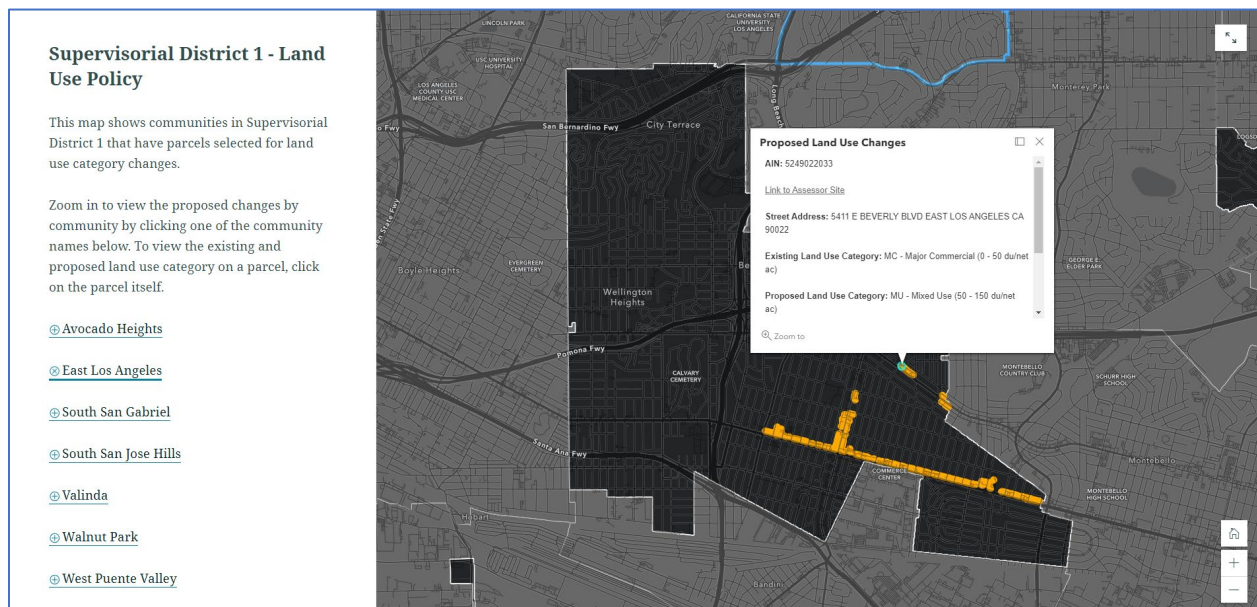 Supervisorial District 1 - Land
Use Policy
This map shows communities in Supervisorial
District 1 that have parcels selected for land
use category changes.
Zoom in to view the proposed changes by
community by clicking one of the community
names below. To view the existing and
proposed land use category on a parcel, click
on the parcel itself.
Avocado Heights
East Los Angeles
South San Gabriel
South San Jose Hills
Valinda
Walnut Park
West Puente Valley
LINCOLN PARK
CALIFORNIA STATE
UNIVERSITY
LOS ANGELES
USC UNIVERSITY
HOSPITAL
LOS ANGELES
COUNTY USC
MEDICAL CENTER
Long Beach
Monterey Park
o Fwy
San Bernardino Fwy
City Terrace
Proposed Land Use Changes
AIN: 5249022033
Link to Assessor Site
Street Address: 5411 E BEVERLY BLVD EAST LOS ANGELES CA
90022
Existing Land Use Category: MC - Major Commercial (0 - 50 du/net
ac)
Proposed Land Use Category: MU - Mixed Use (50 - 150 du/net
ac)
Zoom to
en State Fwy
EVERGREEN
CEMETERY
Boyle Heights
Be
GEORGE E.
ELDER PARK
Wellington
Heights
Pomona Fwy
CALVARY
CEMETERY
MONTEBELLO
COUNTRY CLUB
SCHURR HIGH
SCHOOL
Santa Ana Fwy
COMMERCE
CENTER
Montebello
MONTEBELLO
HIGH SCHOOL
Hobart
Bandini